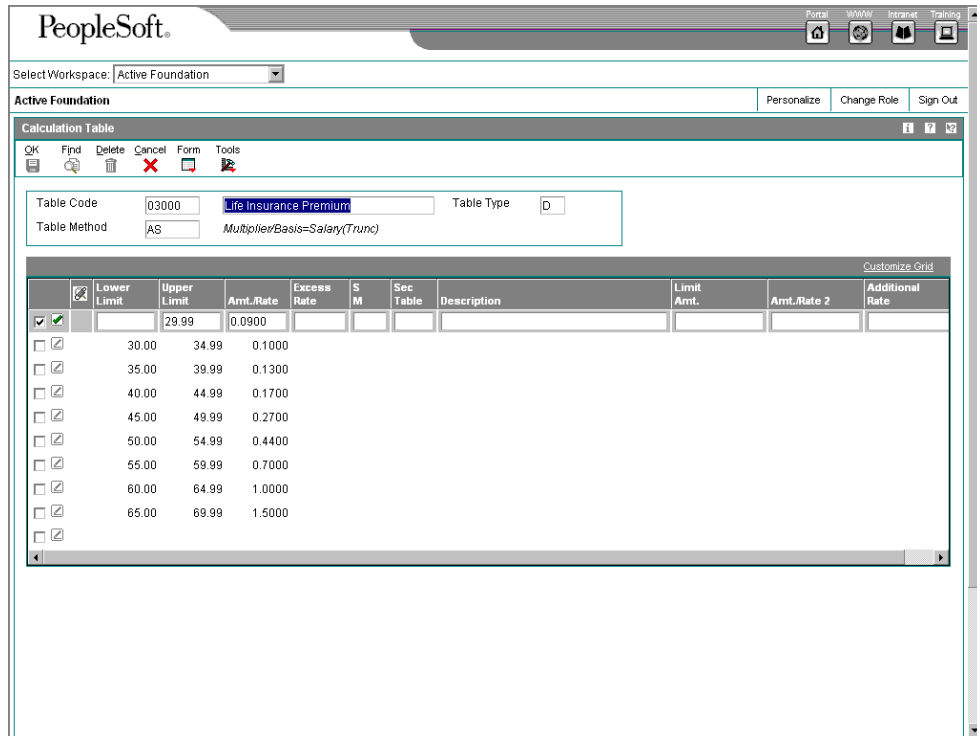 Portal WWW Intranet Training
PeopleSoft®
Select Workspace: Active Foundation
Active Foundation Personalize Change Role Sign Out
Calculation Table
OK Find Delete Cancel Form Tools
Table Code 03000 Life Insurance Premium Table Type D
Table Method AS Multiplier/Basis=Salary(Trunc)
Customize Grid
Lower Limit Upper Limit Amt./Rate Excess Rate S M Sec Table Description Limit Amt. Amt./Rate 2 Additional Rate
29.99 0.0900
30.00 34.99 0.1000
35.00 39.99 0.1300
40.00 44.99 0.1700
45.00 49.99 0.2700
50.00 54.99 0.4400
55.00 59.99 0.7000
60.00 64.99 1.0000
65.00 69.99 1.5000